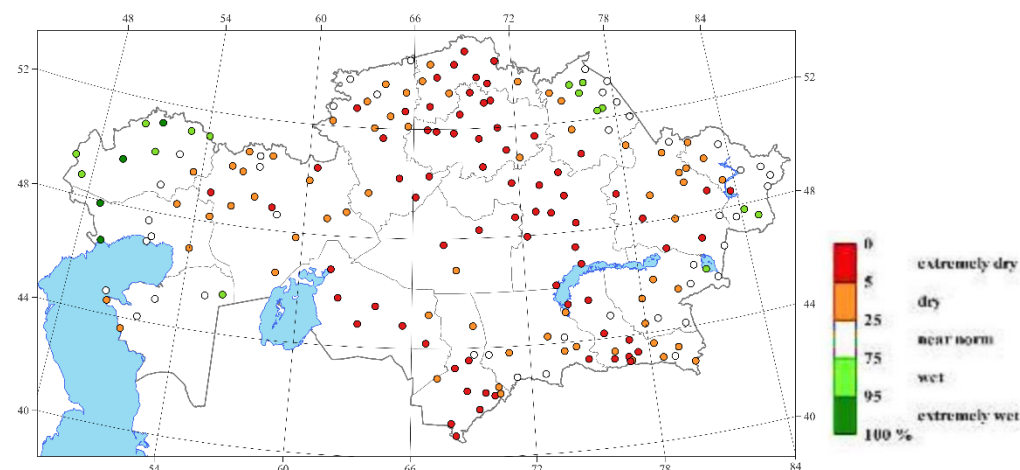 48 54 60 66 72 78 84
52 52
48 48
44 44
40 40
54 60 66 72 78 84
0
extremely dry
5
dry
25
near norm
75
wet
95
extremely wet
100 %